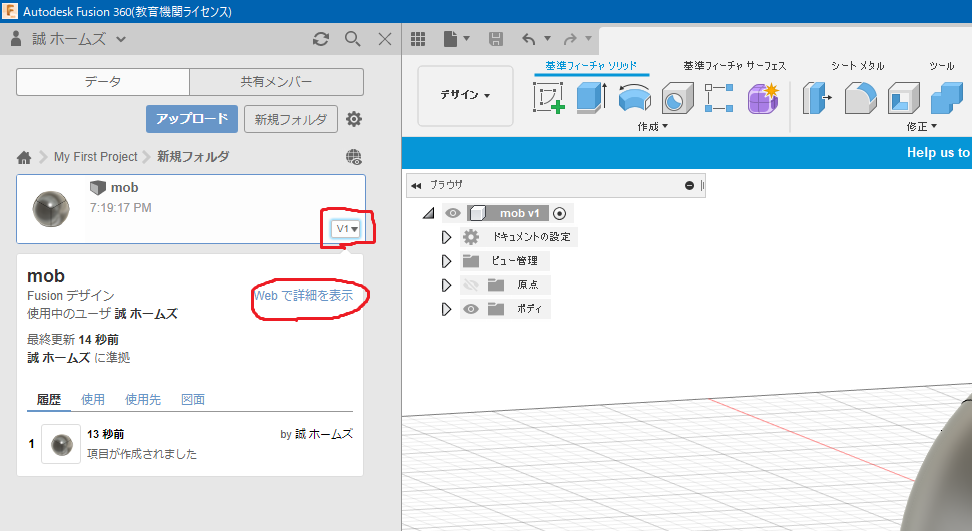 Autodesk Fusion 360(教育機関ライセンス)
誠 ホームズ
データ
共有メンバー
アップロード
新規フォルダ
My First Project
新規フォルダ
mob
7:19:17 PM
V1▼
mob
Fusion デザイン
Web で詳細を表示
使用中のユーザ 誠 ホームズ
最終更新 14 秒前
誠 ホームズ に準拠
履歴
使用
使用先
図面
1
13 秒前
by 誠 ホームズ
項目が作成されました
基準フィーチャ ソリッド
基準フィーチャ サーフェス
シート メタル
ツール
デザイン ▼
作成 ▼
修正 ▼
Help us to
ブラウザ
mob v1
ドキュメントの設定
ビュー管理
原点
ボディ